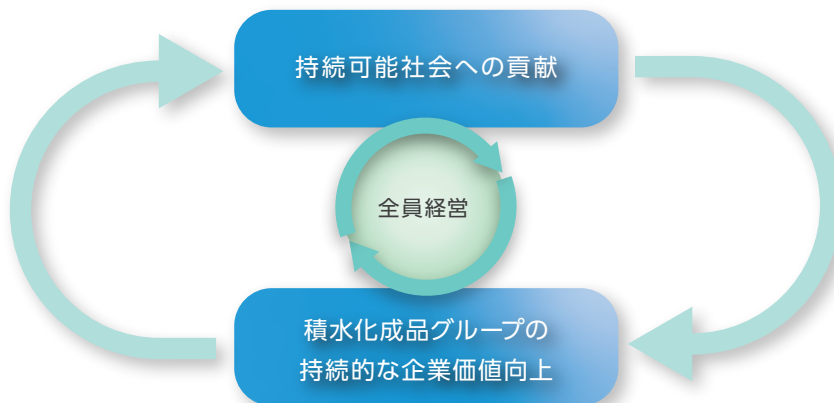 持続可能社会への貢献
全員経営
積水化成品グループの
持続的な企業価値向上